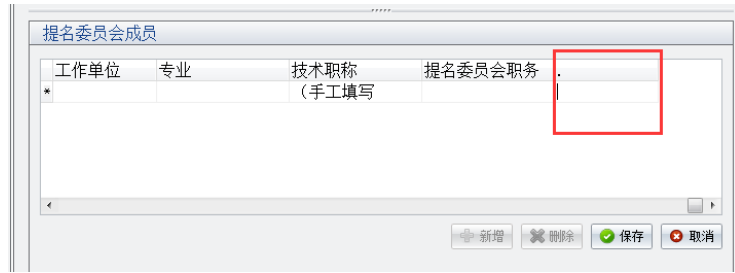 提名委员会成员
工作单位 专业 技术职称 提名委员会职务 .
* （手工填写
新增 删除 保存 取消